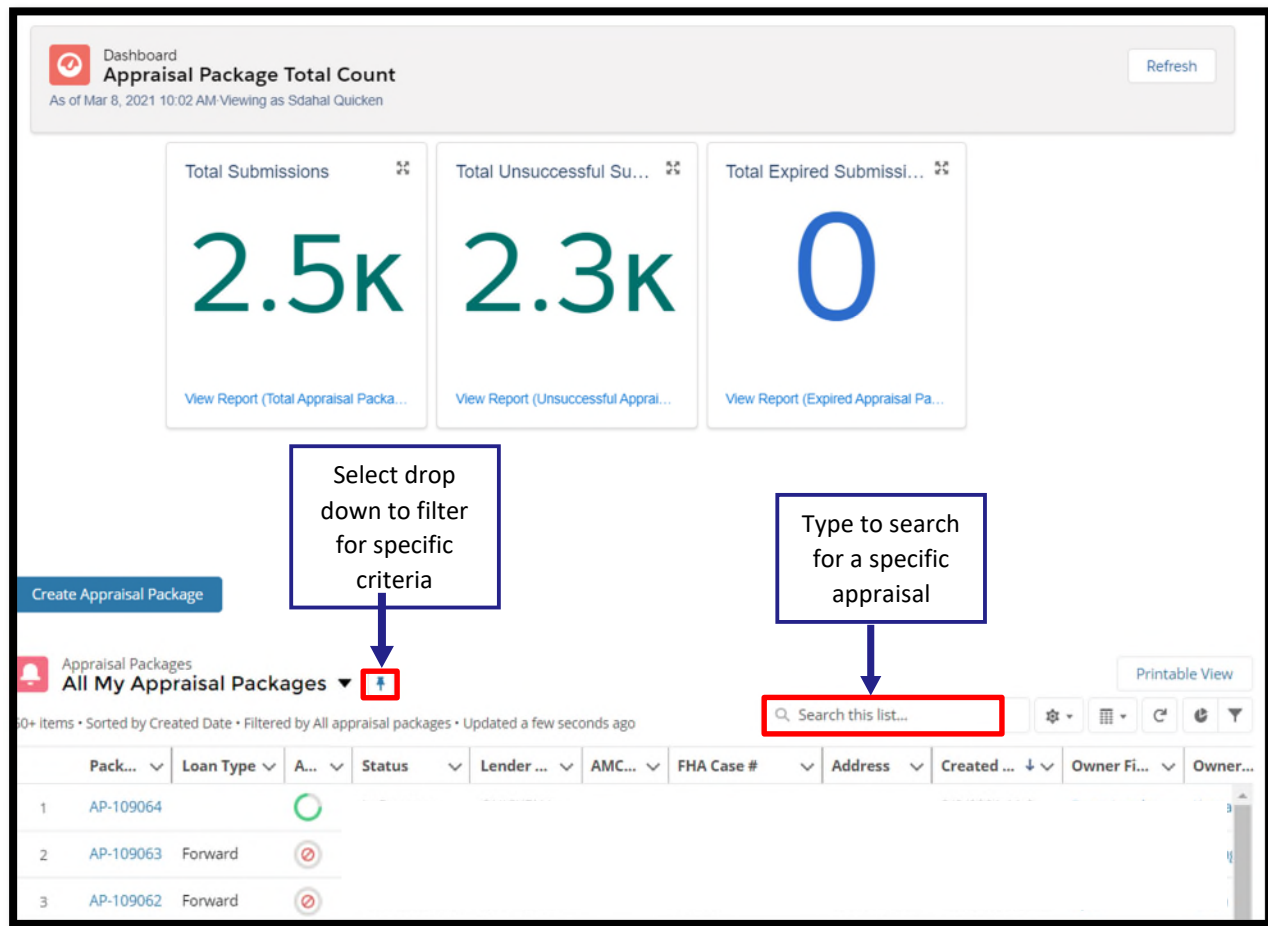 Dashboard
Appraisal Package Total Count
Refresh
As of Mar 8, 2021 10:02 AM·Viewing as Sdahal Quicken
Total Submissions
2.5K
View Report (Total Appraisal Packa...
Total Unsuccessful Su...
2.3K
View Report (Unsuccessful Apprai...
Total Expired Submissi...
0
View Report (Expired Appraisal Pa...
Select drop
down to filter
for specific
criteria
Type to search
for a specific
appraisal
Create Appraisal Package
Appraisal Packages
All My Appraisal Packages
Printable View
0+ items • Sorted by Created Date • Filtered by All appraisal packages • Updated a few seconds ago
Search this list...
Pack... Loan Type A... Status Lender ... AMC... FHA Case # Address Created ... Owner Fi... Owner...
1 AP-109064
2 AP-109063 Forward
3 AP-109062 Forward